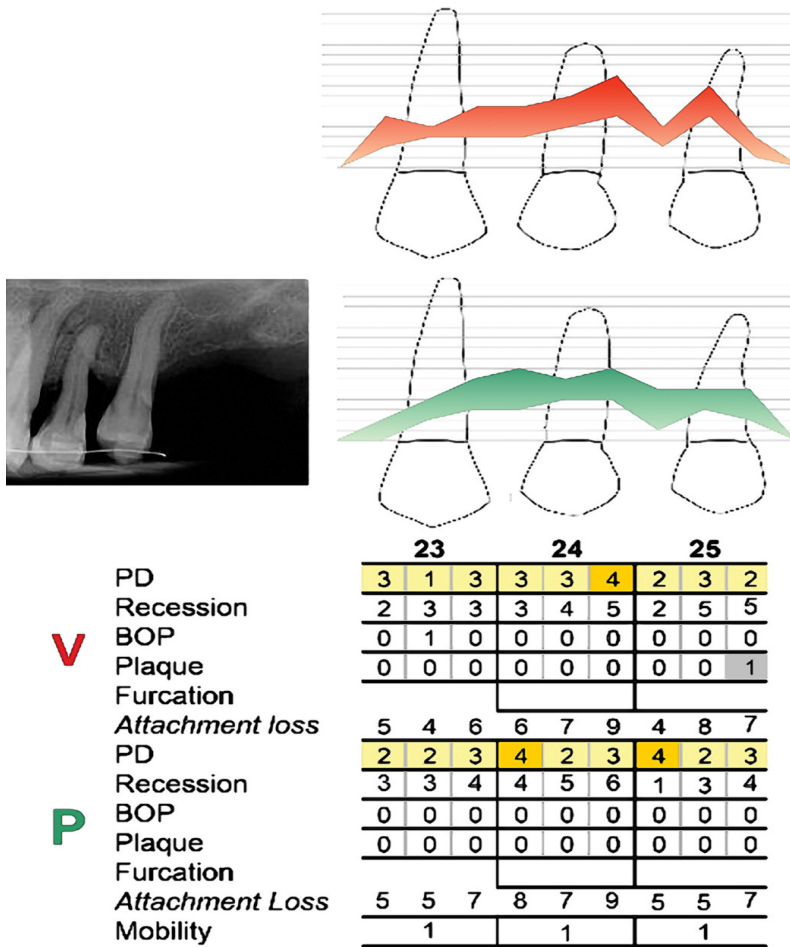 23 24 25
PD 3 1 3 3 3 4 2 3 2
Recession 2 3 3 3 4 5 2 5 5
V
BOP 0 1 0 0 0 0 0 0 0
Plaque 0 0 0 0 0 0 0 0 1
Furcation
Attachment loss 5 4 6 6 7 9 4 8 7
PD 2 2 3 4 2 3 4 2 3
Recession 3 3 4 4 5 6 1 3 4
P
BOP 0 0 0 0 0 0 0 0 0
Plaque 0 0 0 0 0 0 0 0 0
Furcation
Attachment Loss 5 5 7 8 7 9 5 5 7
Mobility 1 1 1